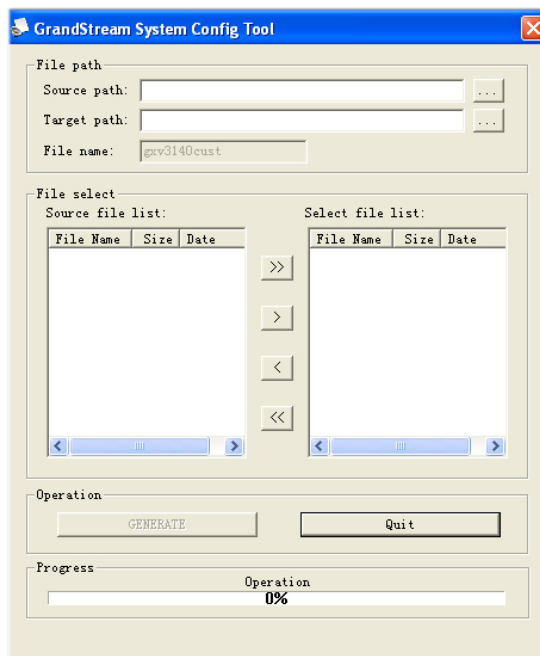 GrandStream System Config Tool
File path
Source path: ...
Target path: ...
File name: gxv3140cust
File select
Source file list: Select file list:
File Name Size Date File Name Size Date
>>
>
<
<<
Operation
GENERATE Quit
Progress
Operation
0%